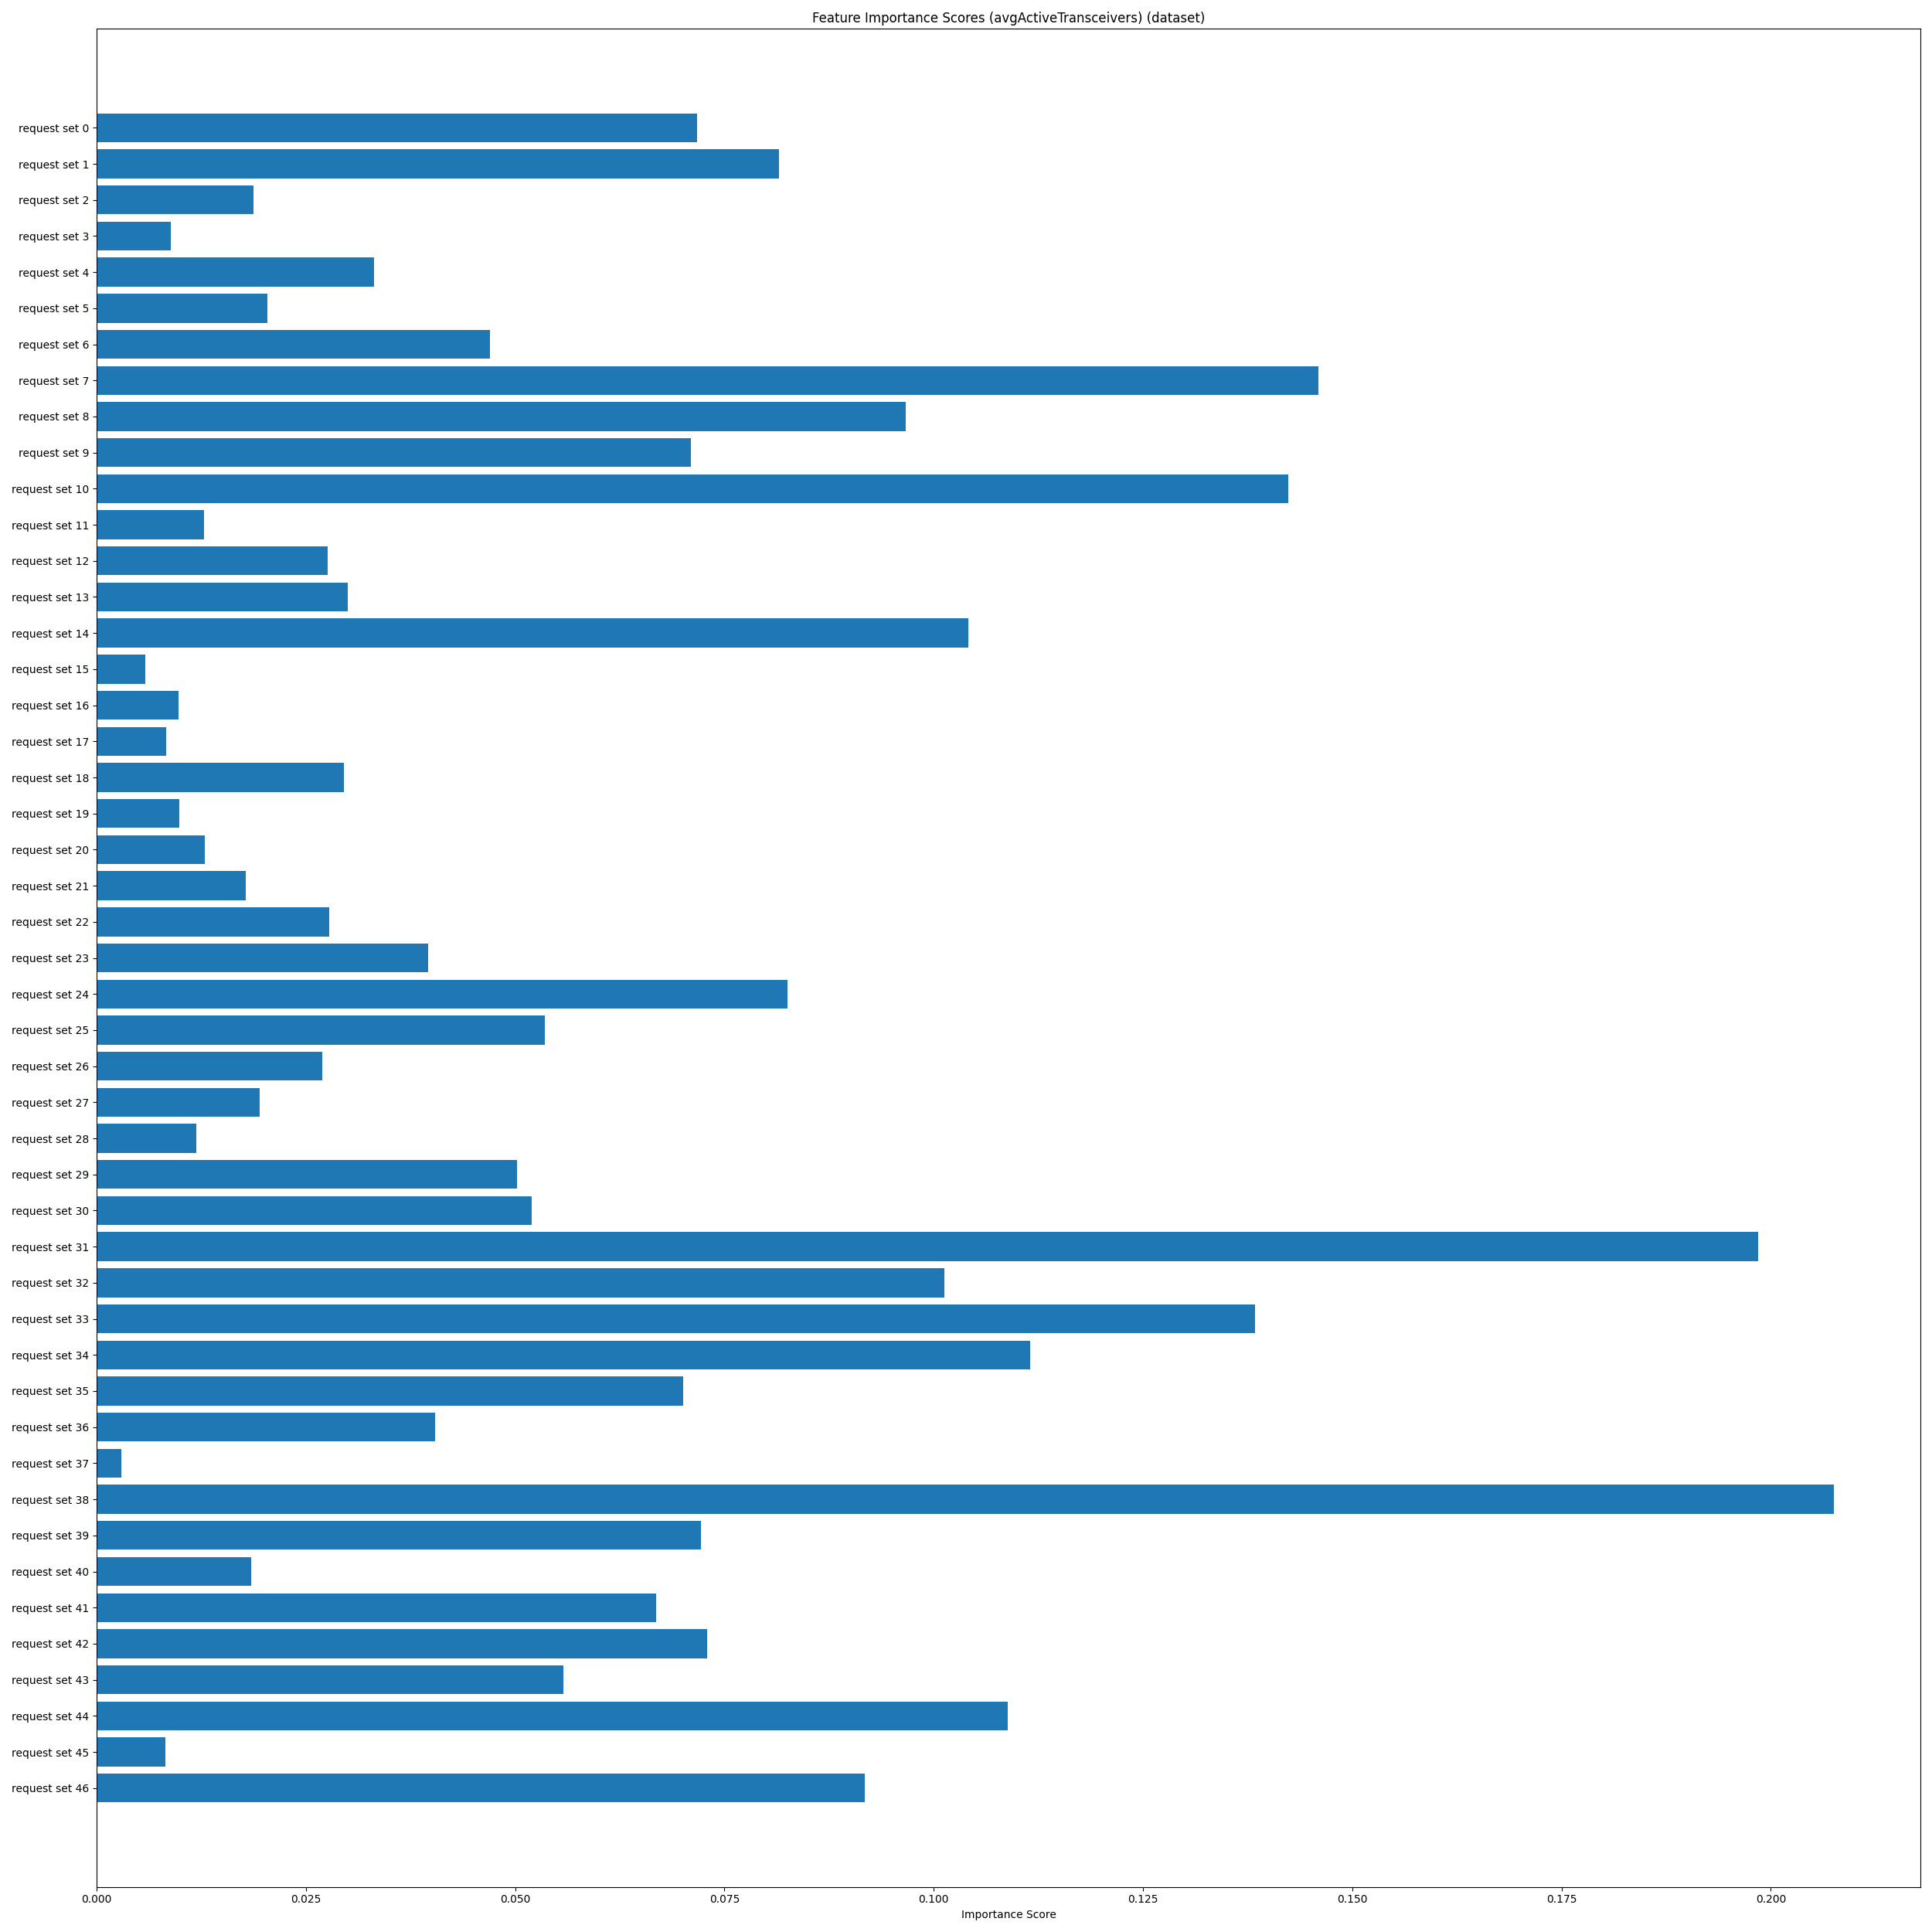 Feature Importance Scores (avgActiveTransceivers) (dataset)
request set 0
request set 1
request set 2
request set 3
request set 4
request set 5
request set 6
request set 7
request set 8
request set 9
request set 10
request set 11
request set 12
request set 13
request set 14
request set 15
request set 16
request set 17
request set 18
request set 19
request set 20
request set 21
request set 22
request set 23
request set 24
request set 25
request set 26
request set 27
request set 28
request set 29
request set 30
request set 31
request set 32
request set 33
request set 34
request set 35
request set 36
request set 37
request set 38
request set 39
request set 40
request set 41
request set 42
request set 43
request set 44
request set 45
request set 46
0.000 0.025 0.050 0.075 0.100 0.125 0.150 0.175 0.200
Importance Score